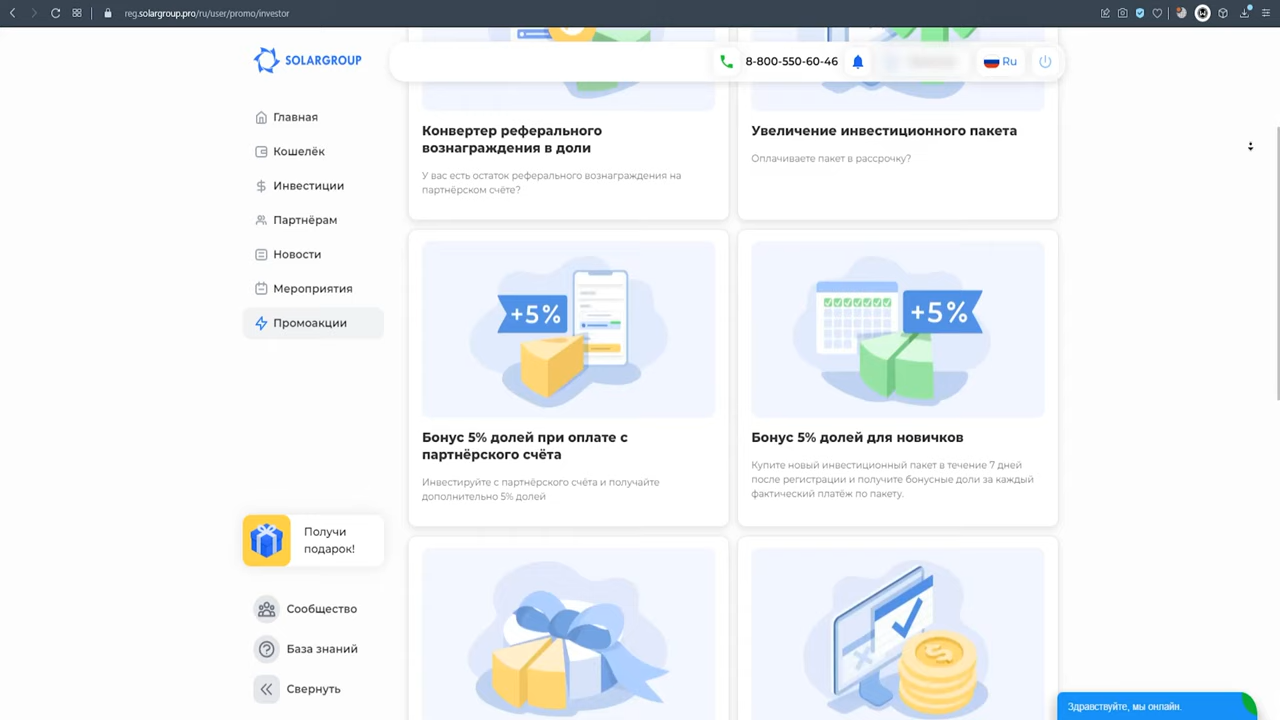 reg.solargroup.pro/ru/user/promo/investor
SOLARGROUP
8-800-550-60-46
Ru
Главная
Кошелёк
Инвестиции
Партнёрам
Новости
Мероприятия
Промоакции
Конвертер реферального
вознаграждения в доли
У вас есть остаток реферального вознаграждения на
партнёрском счёте?
Увеличение инвестиционного пакета
Оплачиваете пакет в рассрочку?
+5%
Бонус 5% долей при оплате с
партнёрского счёта
Инвестируйте с партнёрского счёта и получайте
дополнительно 5% долей
+5%
Бонус 5% долей для новичков
Купите новый инвестиционный пакет в течение 7 дней
после регистрации и получите бонусные доли за каждый
фактический платёж по пакету.
Получи
подарок!
Сообщество
База знаний
Свернуть
Здравствуйте, мы онлайн.